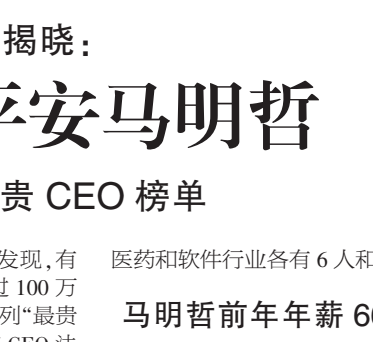 揭晓：
平安马明哲
贵 CEO 榜单
发现，有
过 100 万
列“最贵
医药和软件行业各有 6 人和
马明哲前年年薪 6